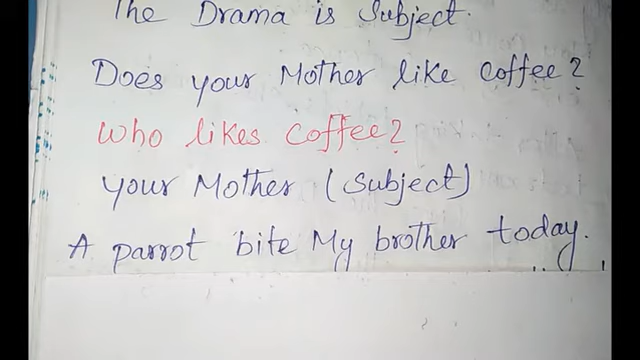 The Drama is Subject.
Does your Mother like coffee?
Who likes coffee?
your Mother (Subject)
A parrot bite My brother today.